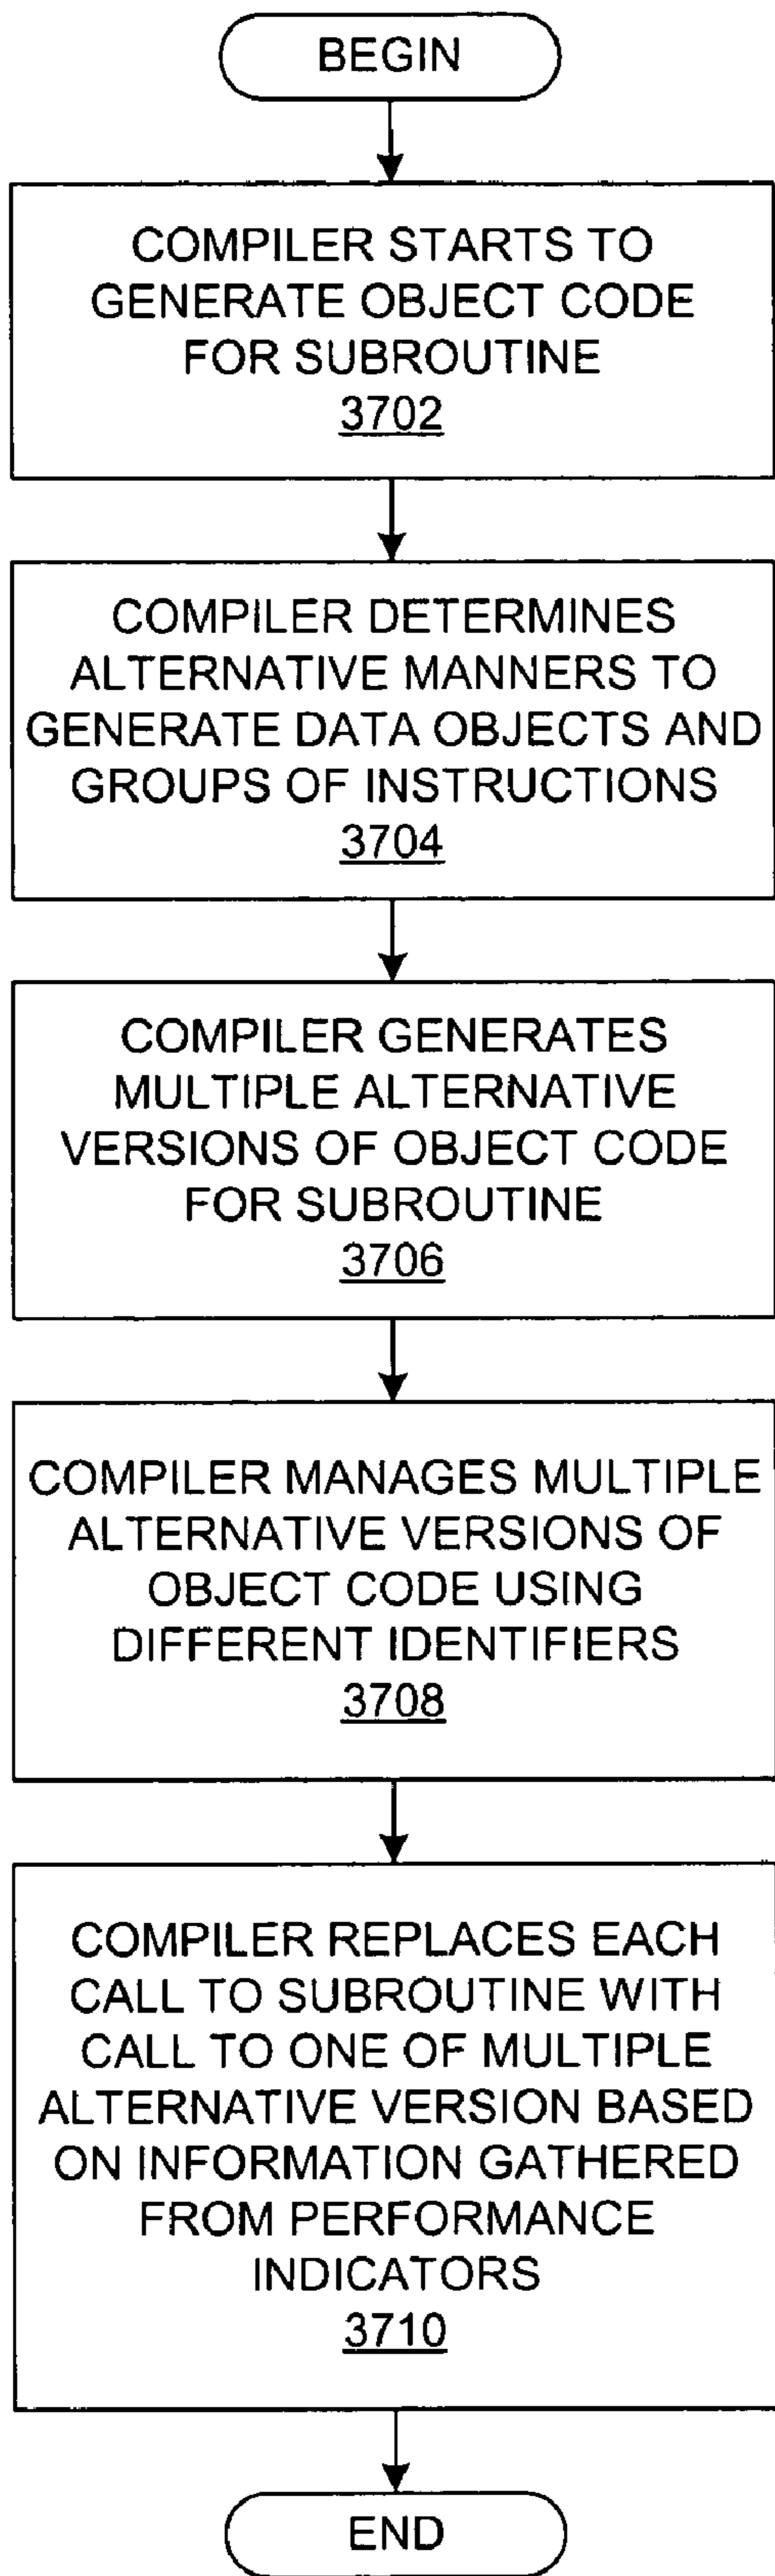 BEGIN
COMPILER STARTS TO
GENERATE OBJECT CODE
FOR SUBROUTINE
3702
COMPILER DETERMINES
ALTERNATIVE MANNERS TO
GENERATE DATA OBJECTS AND
GROUPS OF INSTRUCTIONS
3704
COMPILER GENERATES
MULTIPLE ALTERNATIVE
VERSIONS OF OBJECT CODE
FOR SUBROUTINE
3706
COMPILER MANAGES MULTIPLE
ALTERNATIVE VERSIONS OF
OBJECT CODE USING
DIFFERENT IDENTIFIERS
3708
COMPILER REPLACES EACH
CALL TO SUBROUTINE WITH
CALL TO ONE OF MULTIPLE
ALTERNATIVE VERSION BASED
ON INFORMATION GATHERED
FROM PERFORMANCE
INDICATORS
3710
END